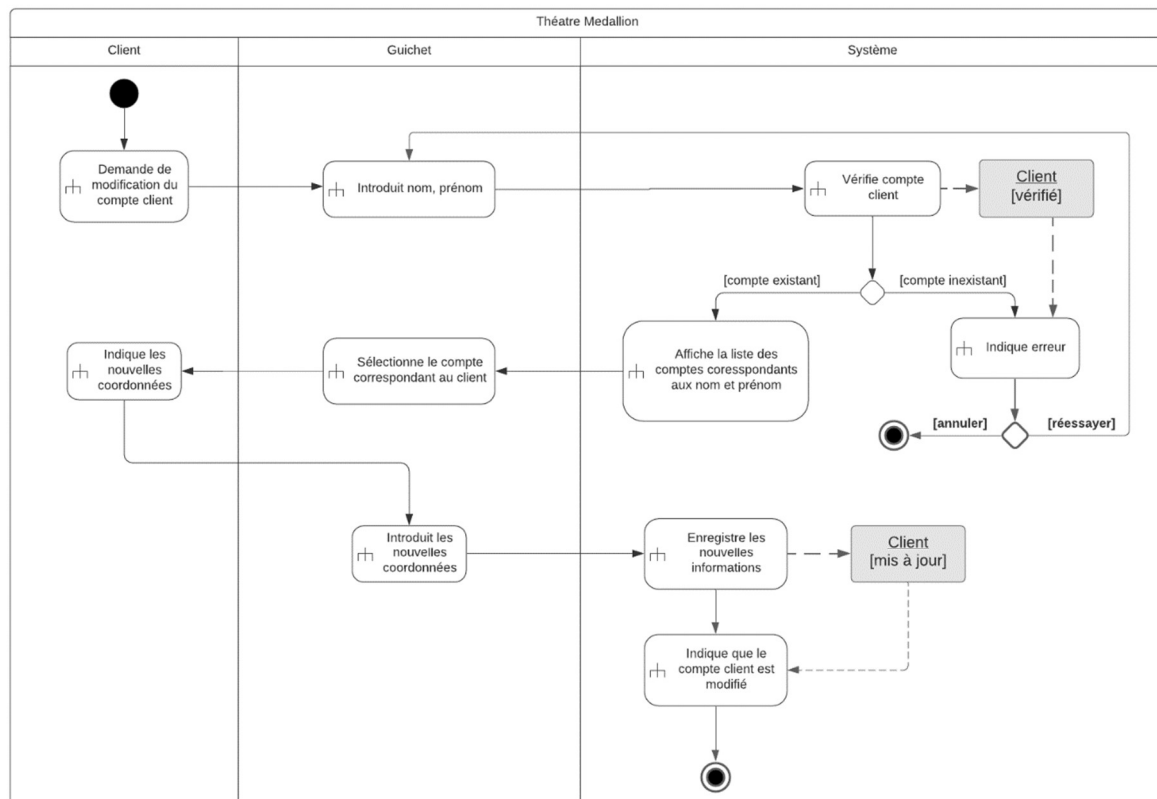 Théatre Medallion
Client
Guichet
Système
Demande de
modification du
compte client
Introduit nom, prénom
Vérifie compte
client
Client
[vérifié]
[compte existant]
[compte inexistant]
Indique les
nouvelles
coordonnées
Sélectionne le compte
correspondant au client
Affiche la liste des
comptes coresspondants
aux nom et prénom
Indique erreur
[annuler]
[réessayer]
Introduit les
nouvelles
coordonnées
Enregistre les
nouvelles
informations
Client
[mis à jour]
Indique que le
compte client est
modifié